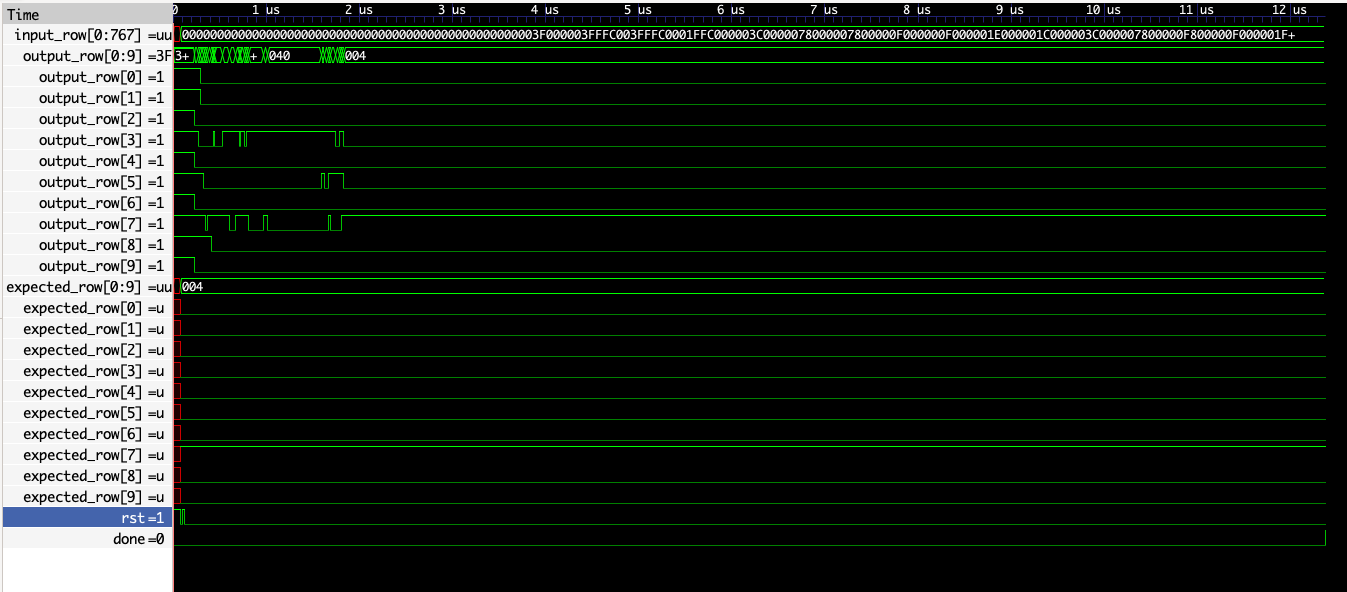 Time 0 1 us 2 us 3 us 4 us 5 us 6 us 7 us 8 us 9 us 10 us 11 us 12 us
input_row[0:767] =uu 000000000000000000000000000000000000000000000000003F000003FFFC003FFFC0001FFC000003C0000078000007800000F000000F000001E000001C000003C000007800000F800000F000001F+
output_row[0:9] =3F 3+ + 040 004
output_row[0] =1
output_row[1] =1
output_row[2] =1
output_row[3] =1
output_row[4] =1
output_row[5] =1
output_row[6] =1
output_row[7] =1
output_row[8] =1
output_row[9] =1
expected_row[0:9] =uu 004
expected_row[0] =u
expected_row[1] =u
expected_row[2] =u
expected_row[3] =u
expected_row[4] =u
expected_row[5] =u
expected_row[6] =u
expected_row[7] =u
expected_row[8] =u
expected_row[9] =u
rst =1
done =0